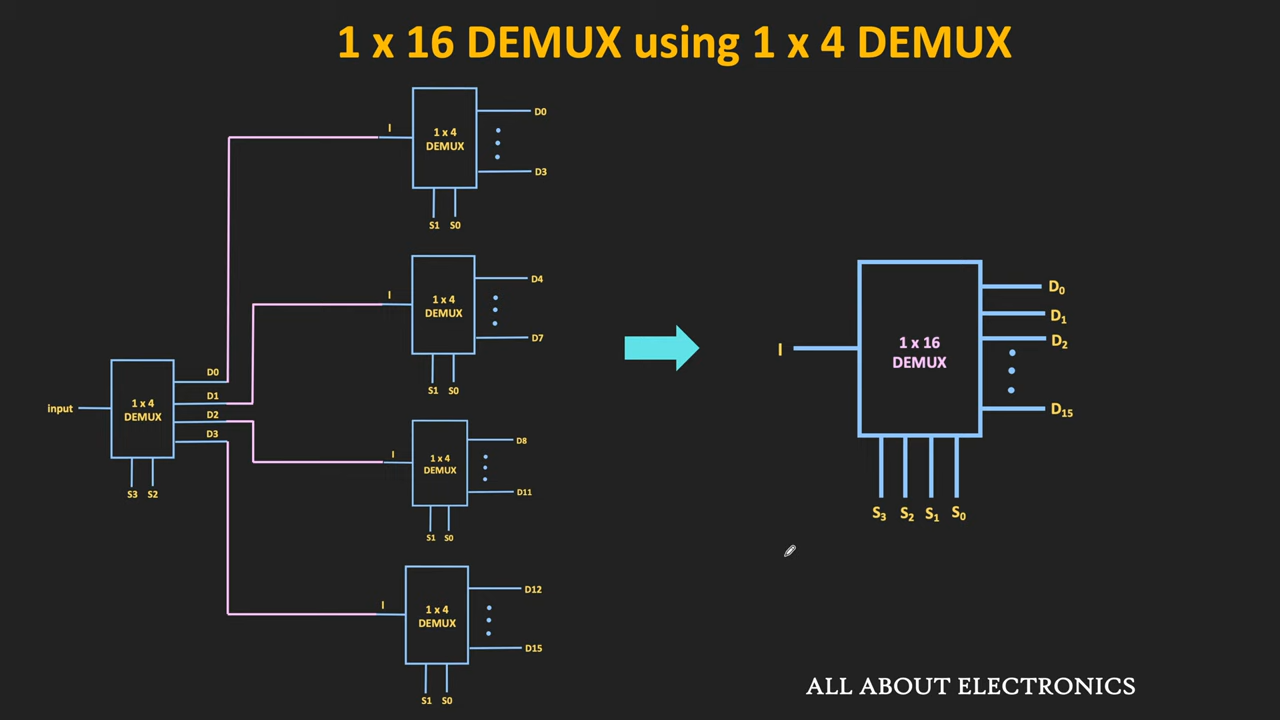 1 x 16 DEMUX using 1 x 4 DEMUX
I
1 x 4
DEMUX
D0
D3
S1 S0
I
1 x 4
DEMUX
D4
D7
S1 S0
input
1 x 4
DEMUX
D0
D1
D2
D3
S3 S2
I
1 x 4
DEMUX
D8
D11
S1 S0
I
1 x 4
DEMUX
D12
D15
S1 S0
I
1 x 16
DEMUX
D0
D1
D2
D15
S3 S2 S1 S0
ALL ABOUT ELECTRONICS